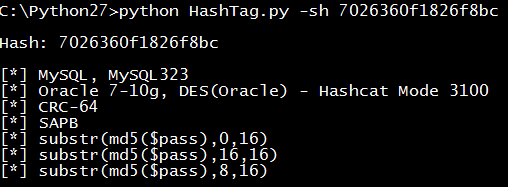 C:\Python27>python HashTag.py -sh 7026360f1826f8bc
Hash: 7026360f1826f8bc
[*] MySQL, MySQL323
[*] Oracle 7-10g, DES(Oracle) - Hashcat Mode 3100
[*] CRC-64
[*] SAPB
[*] substr(md5($pass),0,16)
[*] substr(md5($pass),16,16)
[*] substr(md5($pass),8,16)